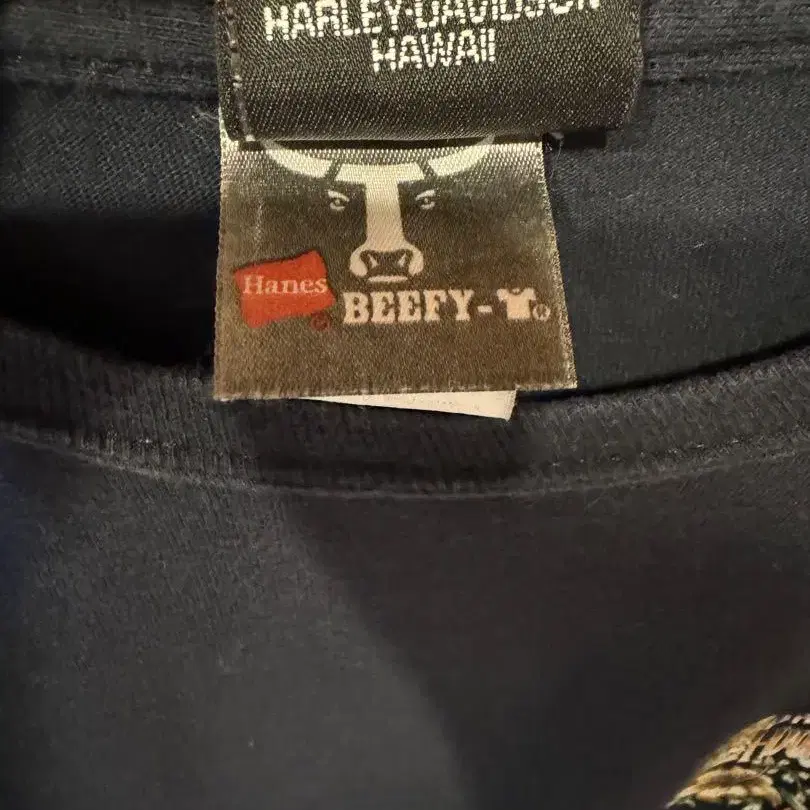 HARLEY-DAVIDSON
HAWAII
Hanes
®
BEEFY-
®